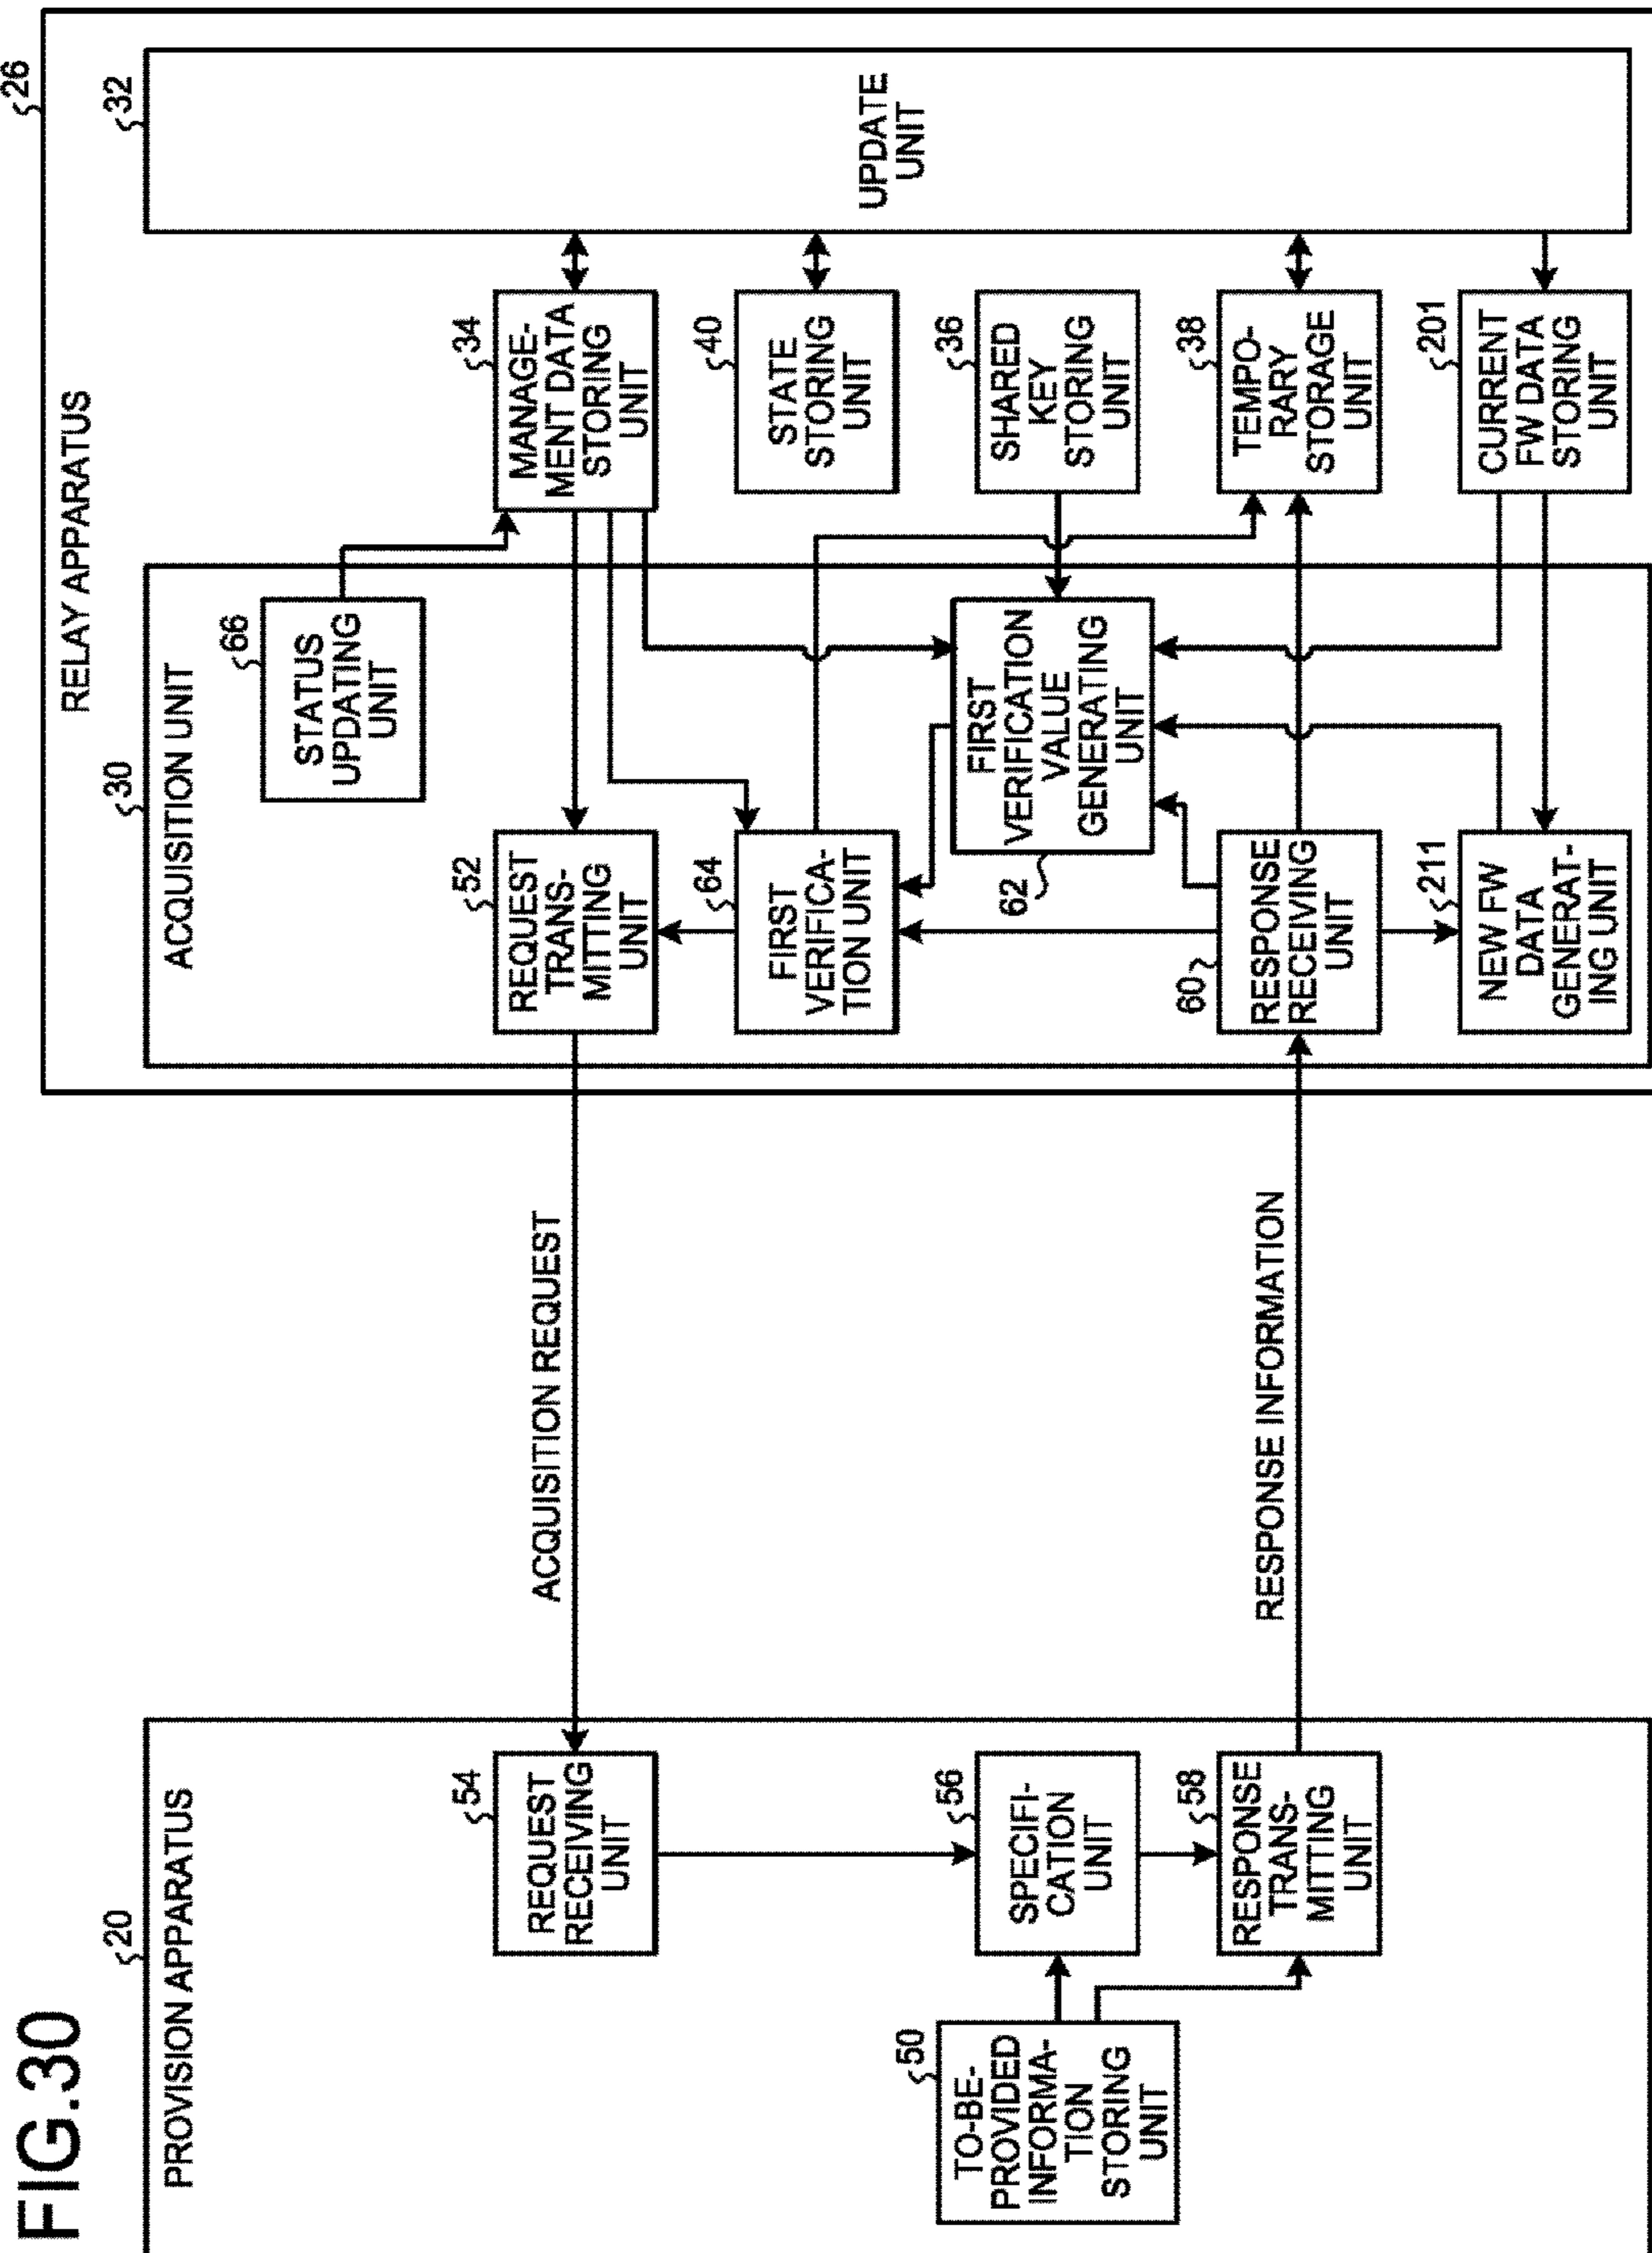 FIG.30
20
PROVISION APPARATUS
54
REQUEST
RECEIVING
UNIT
50
TO-BE-
PROVIDED
INFORMA-
TION
STORING
UNIT
56
SPECIFI-
CATION
UNIT
58
RESPONSE
TRANS-
MITTING
UNIT
ACQUISITION REQUEST
RESPONSE INFORMATION
26
RELAY APPARATUS
30
ACQUISITION UNIT
66
STATUS
UPDATING
UNIT
52
REQUEST
TRANS-
MITTING
UNIT
64
FIRST
VERIFICA-
TION UNIT
62
FIRST
VERIFICATION
VALUE
GENERATING
UNIT
60
RESPONSE
RECEIVING
UNIT
211
NEW FW
DATA
GENERAT-
ING UNIT
34
MANAGE-
MENT DATA
STORING
UNIT
40
STATE
STORING
UNIT
36
SHARED
KEY
STORING
UNIT
38
TEMPO-
RARY
STORAGE
UNIT
201
CURRENT
FW DATA
STORING
UNIT
32
UPDATE
UNIT